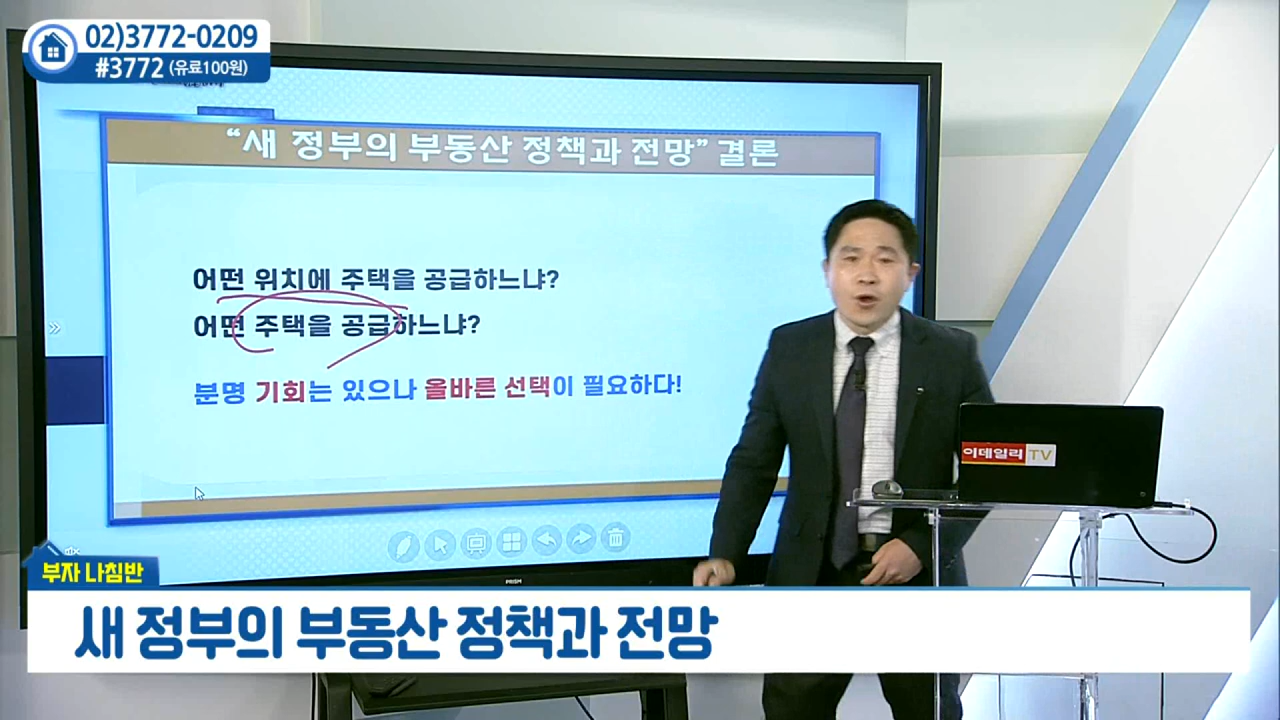 02)3772-0209
#3772 (유료100원)
“새 정부의 부동산 정책과 전망” 결론
어떤 위치에 주택을 공급하느냐?
어떤 주택을 공급하느냐?
분명 기회는 있으나 올바른 선택이 필요하다!
이데일리 TV
PRISM
부자 나침반
새 정부의 부동산 정책과 전망